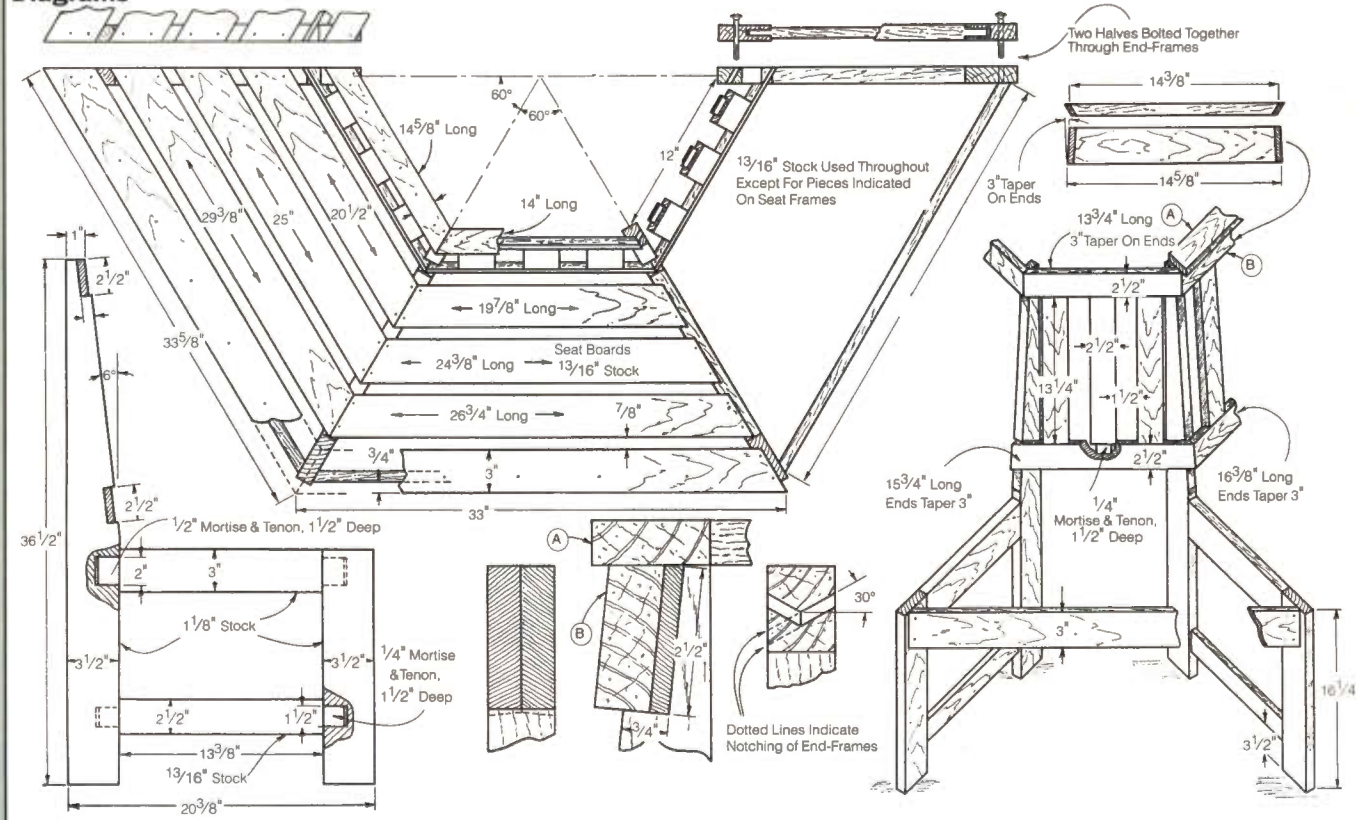 Diagrams
Two Halves Bolted Together
Through End-Frames
14 3/8"
60°
60°
14 5/8" Long
12"
13/16" Stock Used Throughout
Except For Pieces Indicated
On Seat Frames
3" Taper
On Ends
14 5/8"
14" Long
29 3/8"
25"
20 1/2"
13 3/4" Long
3" Taper On Ends
A
B
1"
2 1/2"
2 1/2"
19 7/8" Long
33 5/8"
6°
24 3/8" Long
Seat Boards
13/16" Stock
2 1/2"
13 1/4"
1 1/2"
26 3/4" Long
7/8"
3/4"
3"
33"
2 1/2"
15 3/4" Long
Ends Taper 3"
16 3/8" Long
Ends Taper 3"
1/4"
Mortise & Tenon,
1 1/2" Deep
2 1/2"
1/2" Mortise & Tenon, 1 1/2" Deep
36 1/2"
2"
3"
1 1/8" Stock
3 1/2"
3 1/2"
1/4" Mortise
& Tenon,
1 1/2" Deep
2 1/2"
1 1/2"
13 3/8"
13/16" Stock
20 3/8"
A
B
2 1/2"
3/4"
30°
Dotted Lines Indicate
Notching of End-Frames
3"
16 1/4
3 1/2"